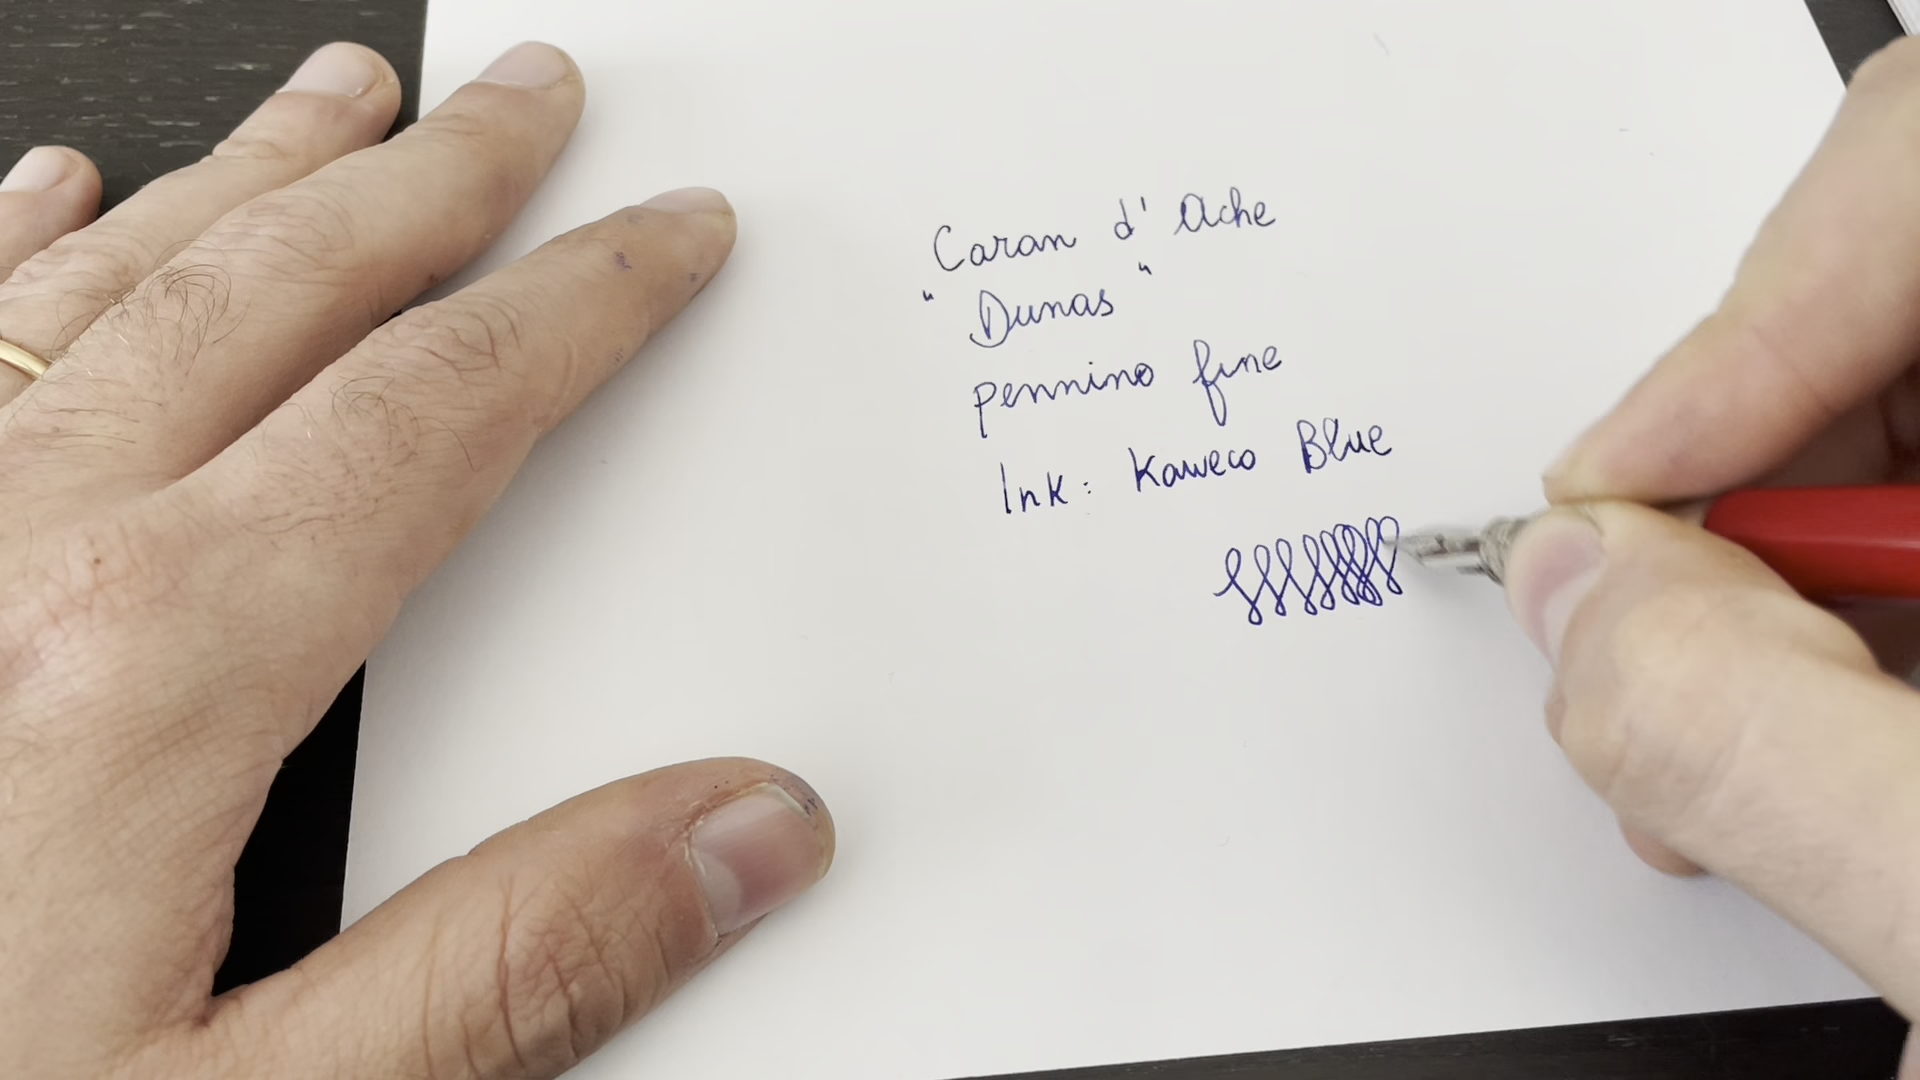 Caran d'Ache
"Dunas"
pennino fine
Ink: Kaweco Blue